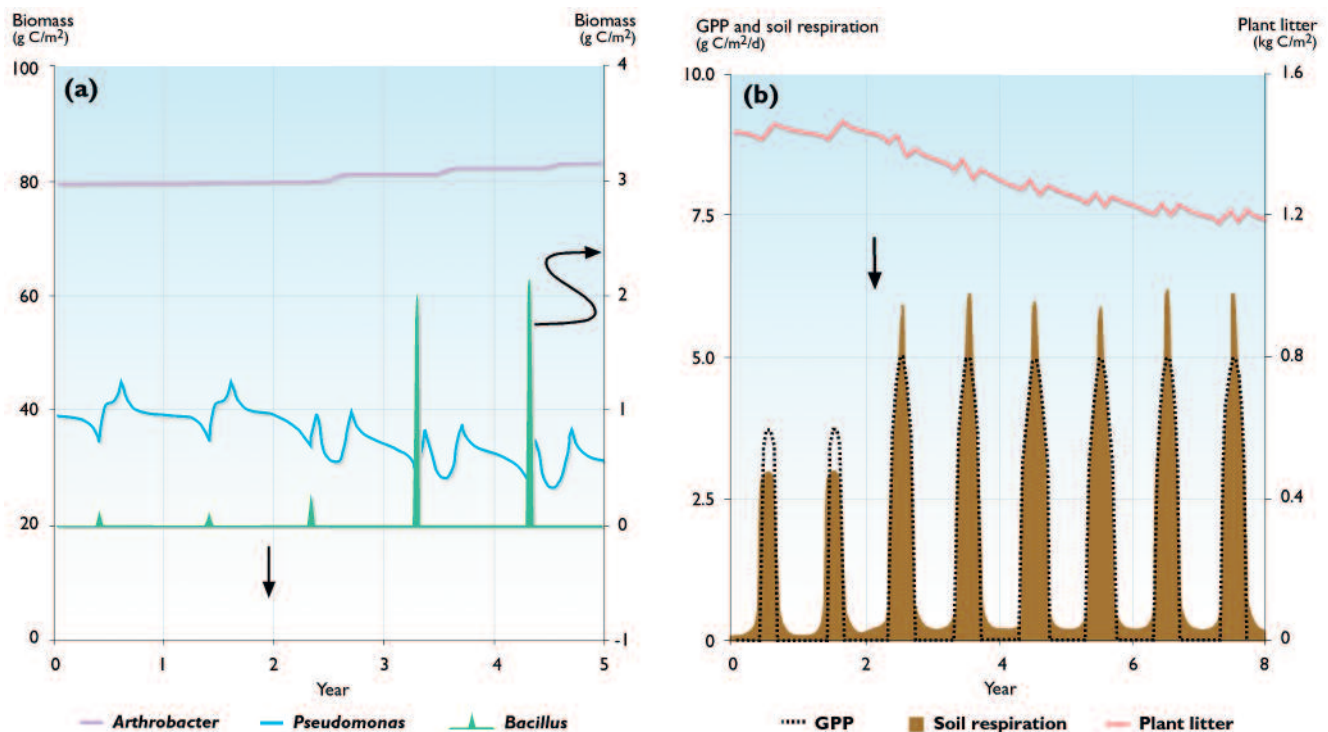 Biomass
(g C/m²)
Biomass
(g C/m²)
100
80
60
40
20
0
4
3
2
1
0
-1
(a)
0
1
2
3
4
5
Year
Arthrobacter
Pseudomonas
Bacillus
GPP and soil respiration
(g C/m²/d)
Plant litter
(kg C/m²)
10.0
7.5
5.0
2.5
0
1.6
1.2
0.8
0.4
0
(b)
0
2
4
6
8
Year
GPP
Soil respiration
Plant litter